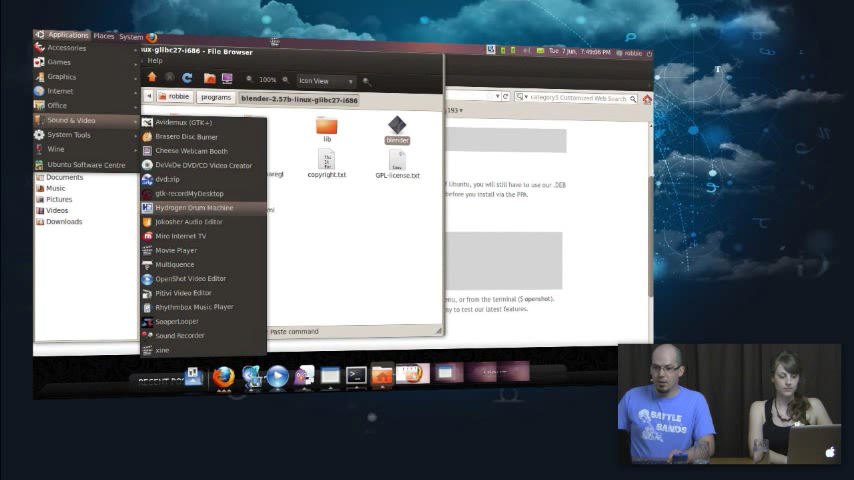 Applications Places System
Tue 7 Jun, 7:49:06 PM robbie
ux-glibc27-i686 - File Browser
Help
100% Icon View
robbie programs blender-2.57b-linux-glibc27-i686
category5 Customized Web Search
Accessories
Games
Graphics
Internet
Office
Sound & Video
System Tools
Wine
Ubuntu Software Centre
Documents
Music
Pictures
Videos
Downloads
Avidemux (GTK+)
Brasero Disc Burner
Cheese Webcam Booth
DeVeDe DVD/CD Video Creator
dvd::rip
gtk-recordMyDesktop
Hydrogen Drum Machine
Jokosher Audio Editor
Miro Internet TV
Movie Player
Multiquence
OpenShot Video Editor
Pitivi Video Editor
Rhythmbox Music Player
SooperLooper
Sound Recorder
xine
lib
blender
copyright.txt
GPL-license.txt
Paste command
f Ubuntu, you will still have to use our .DEB
before you install via the PPA.
enu, or from the terminal ($ openshot).
sy to test our latest features.
RECENT PO
BATTLE
BANDS